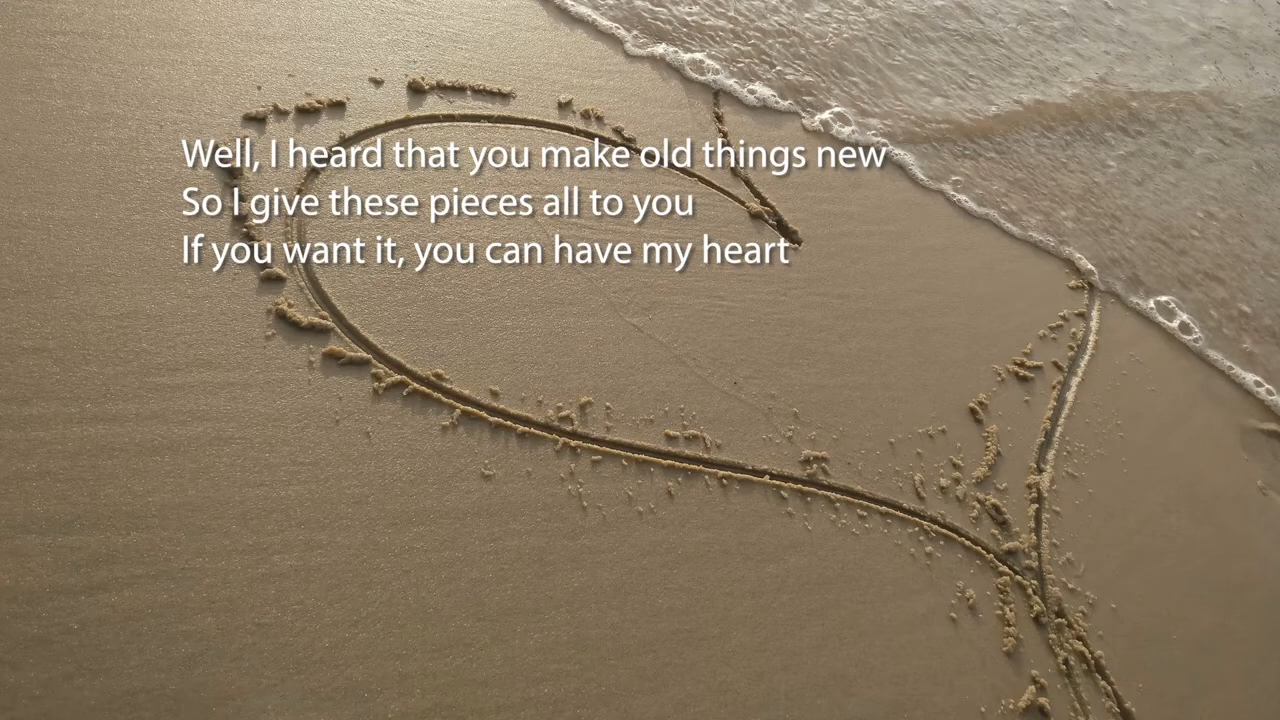 Well, I heard that you make old things new
So I give these pieces all to you
If you want it, you can have my heart